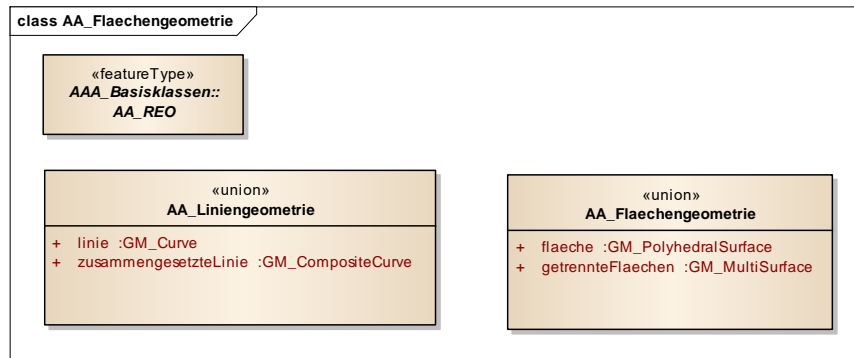 class AA_Flaechengeometrie
«featureType»
AAA_Basisklassen::
AA_REO
«union»
AA_Liniengeometrie
+ linie :GM_Curve
+ zusammengesetzteLinie :GM_CompositeCurve
«union»
AA_Flaechengeometrie
+ flaeche :GM_PolyhedralSurface
+ getrennteFlaechen :GM_MultiSurface